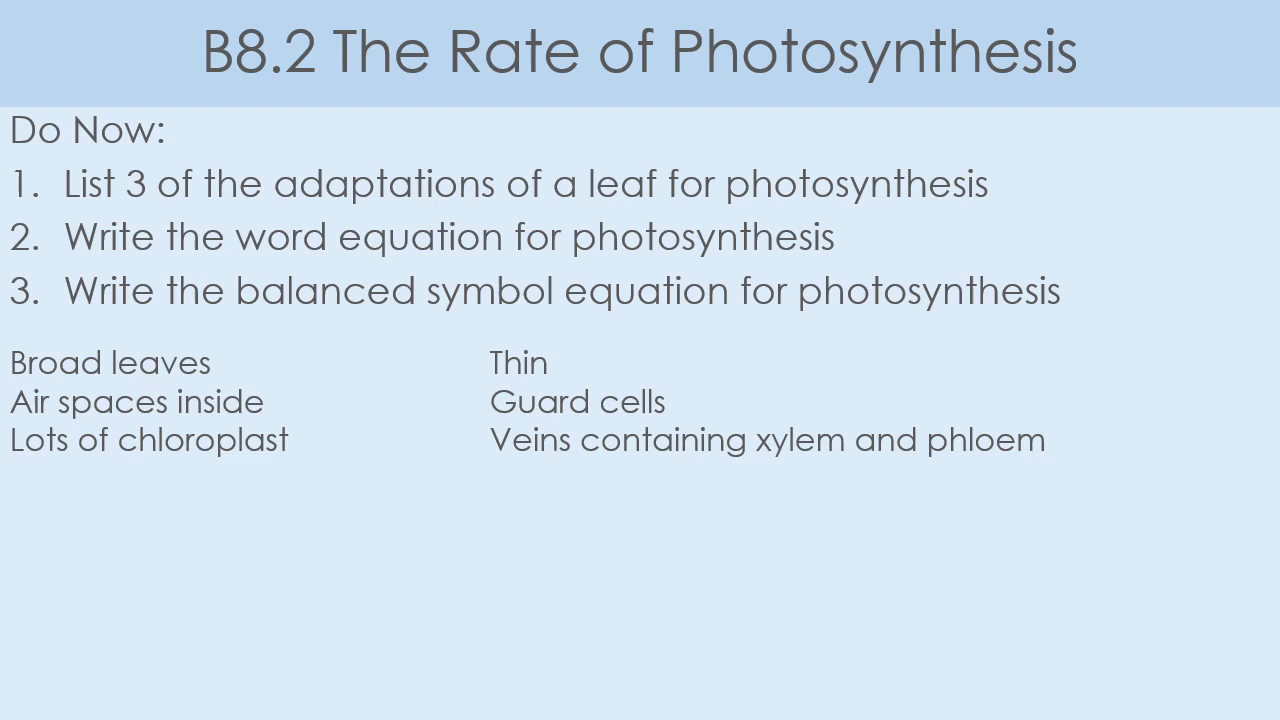 B8.2 The Rate of Photosynthesis
Do Now:
1. List 3 of the adaptations of a leaf for photosynthesis
2. Write the word equation for photosynthesis
3. Write the balanced symbol equation for photosynthesis
Broad leaves
Air spaces inside
Lots of chloroplast
Thin
Guard cells
Veins containing xylem and phloem